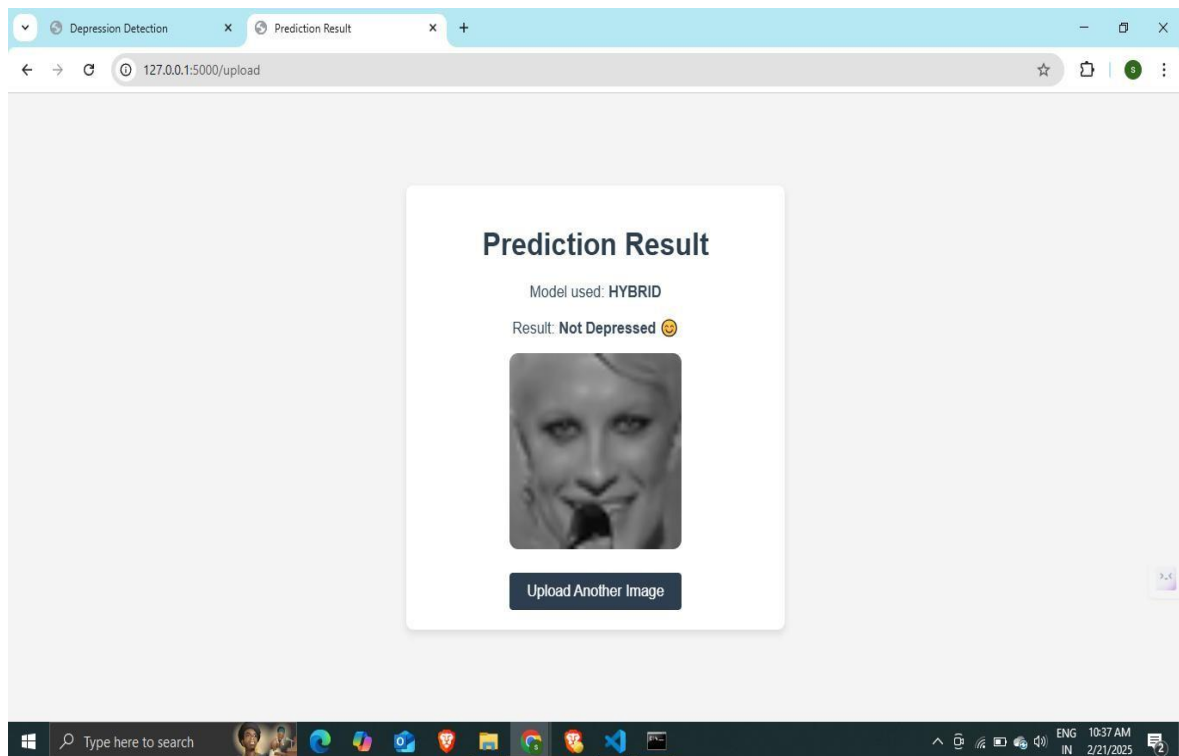 Depression Detection
Prediction Result
127.0.0.1:5000/upload
S
Prediction Result
Model used: HYBRID
Result: Not Depressed 😊
Upload Another Image
Type here to search
ENG
IN
10:37 AM
2/21/2025
2